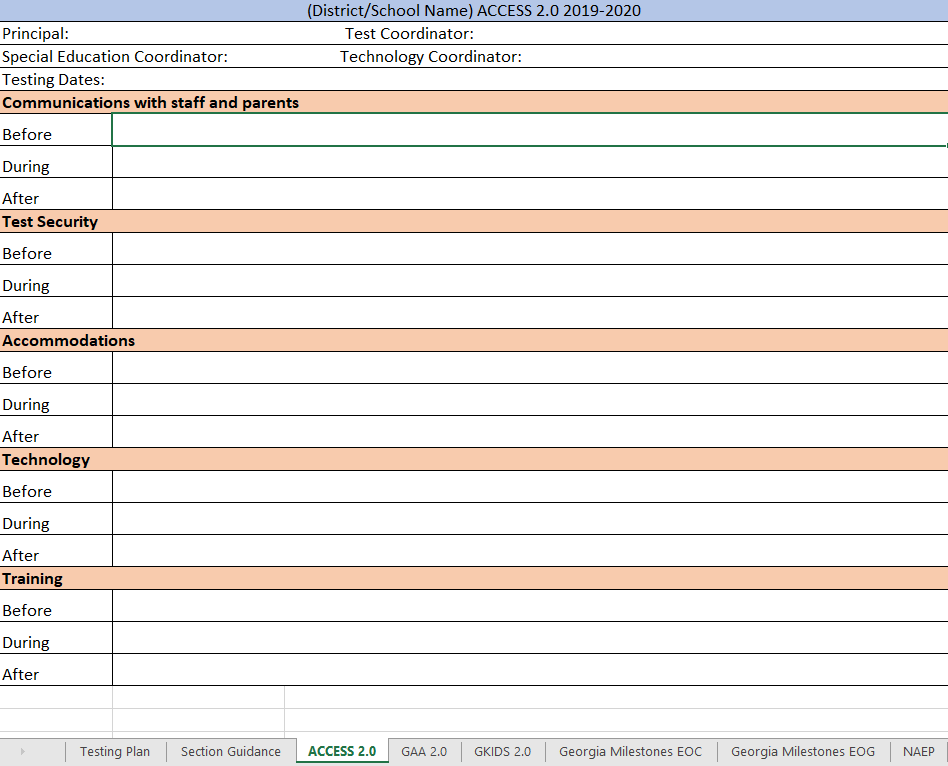 (District/School Name) ACCESS 2.0 2019-2020
Principal: Test Coordinator:
Special Education Coordinator: Technology Coordinator:
Testing Dates:
Communications with staff and parents
Before
During
After
Test Security
Before
During
After
Accommodations
Before
During
After
Technology
Before
During
After
Training
Before
During
After
Testing Plan Section Guidance ACCESS 2.0 GAA 2.0 GKIDS 2.0 Georgia Milestones EOC Georgia Milestones EOG NAEP